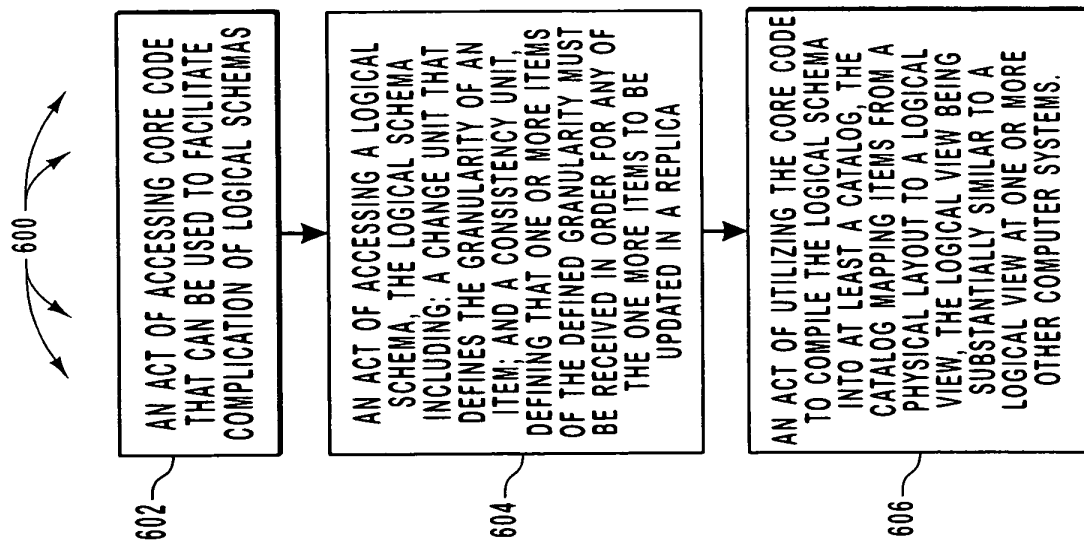 600
602
AN ACT OF ACCESSING CORE CODE
THAT CAN BE USED TO FACILITATE
COMPLICATION OF LOGICAL SCHEMAS
604
AN ACT OF ACCESSING A LOGICAL
SCHEMA, THE LOGICAL SCHEMA
INCLUDING: A CHANGE UNIT THAT
DEFINES THE GRANULARITY OF AN
ITEM; AND A CONSISTENCY UNIT,
DEFINING THAT ONE OR MORE ITEMS
OF THE DEFINED GRANULARITY MUST
BE RECEIVED IN ORDER FOR ANY OF
THE ONE MORE ITEMS TO BE
UPDATED IN A REPLICA
606
AN ACT OF UTILIZING THE CORE CODE
TO COMPILE THE LOGICAL SCHEMA
INTO AT LEAST A CATALOG, THE
CATALOG MAPPING ITEMS FROM A
PHYSICAL LAYOUT TO A LOGICAL
VIEW, THE LOGICAL VIEW BEING
SUBSTANTIALLY SIMILAR TO A
LOGICAL VIEW AT ONE OR MORE
OTHER COMPUTER SYSTEMS.